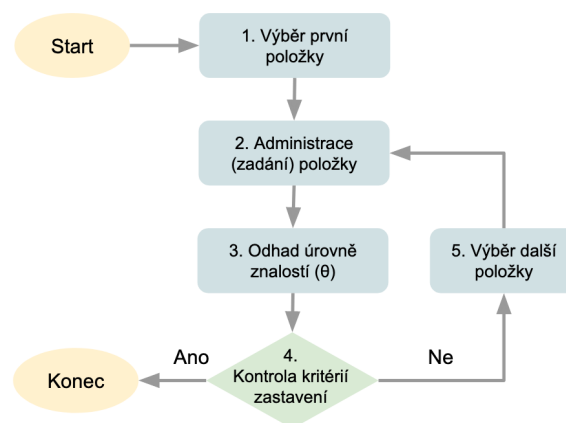 Start
1. Výběr první
položky
2. Administrace
(zadání) položky
3. Odhad úrovně
znalostí (θ)
5. Výběr další
položky
4.
Kontrola kritérií
zastavení
Ano
Ne
Konec